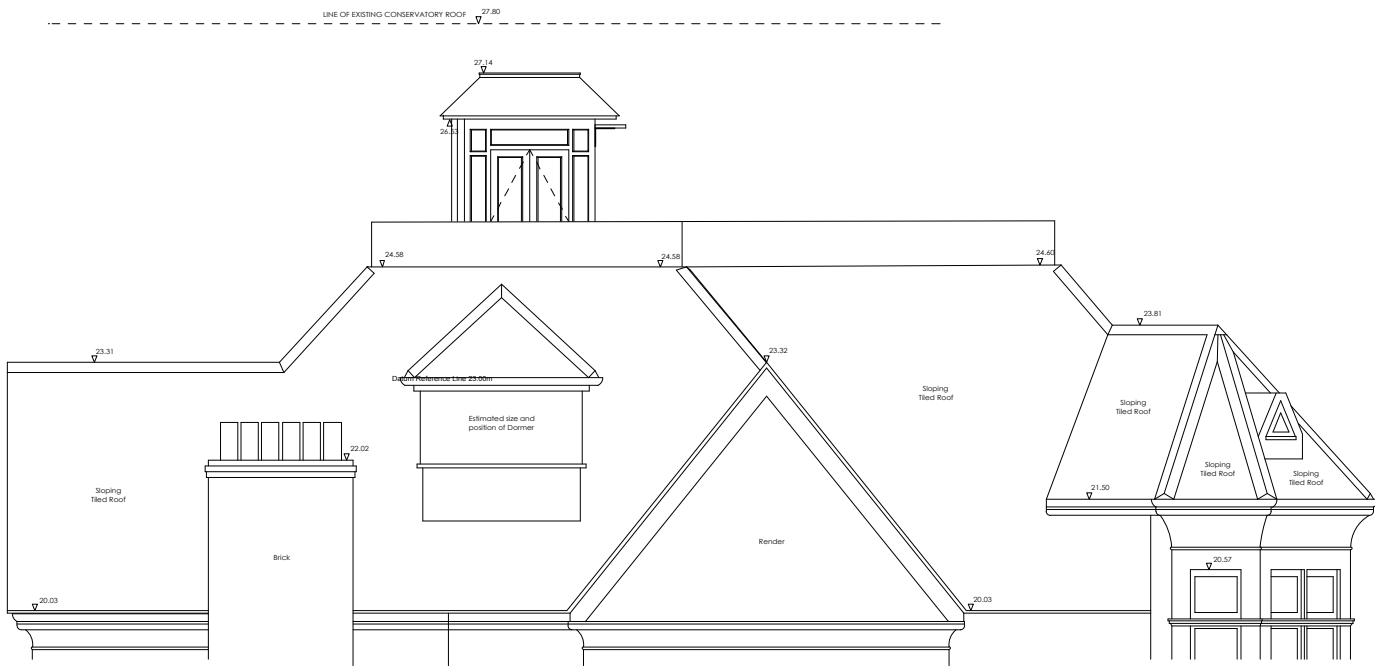 LINE OF EXISTING CONSERVATORY ROOF
27.80
27.14
26.53
24.58
24.58
24.60
23.81
23.31
23.32
Datum Reference Line 23.00m
Sloping
Tiled Roof
Sloping
Tiled Roof
Estimated size and
position of Dormer
22.02
Sloping
Tiled Roof
Sloping
Tiled Roof
Sloping
Tiled Roof
21.50
Render
Brick
20.57
20.03
20.03